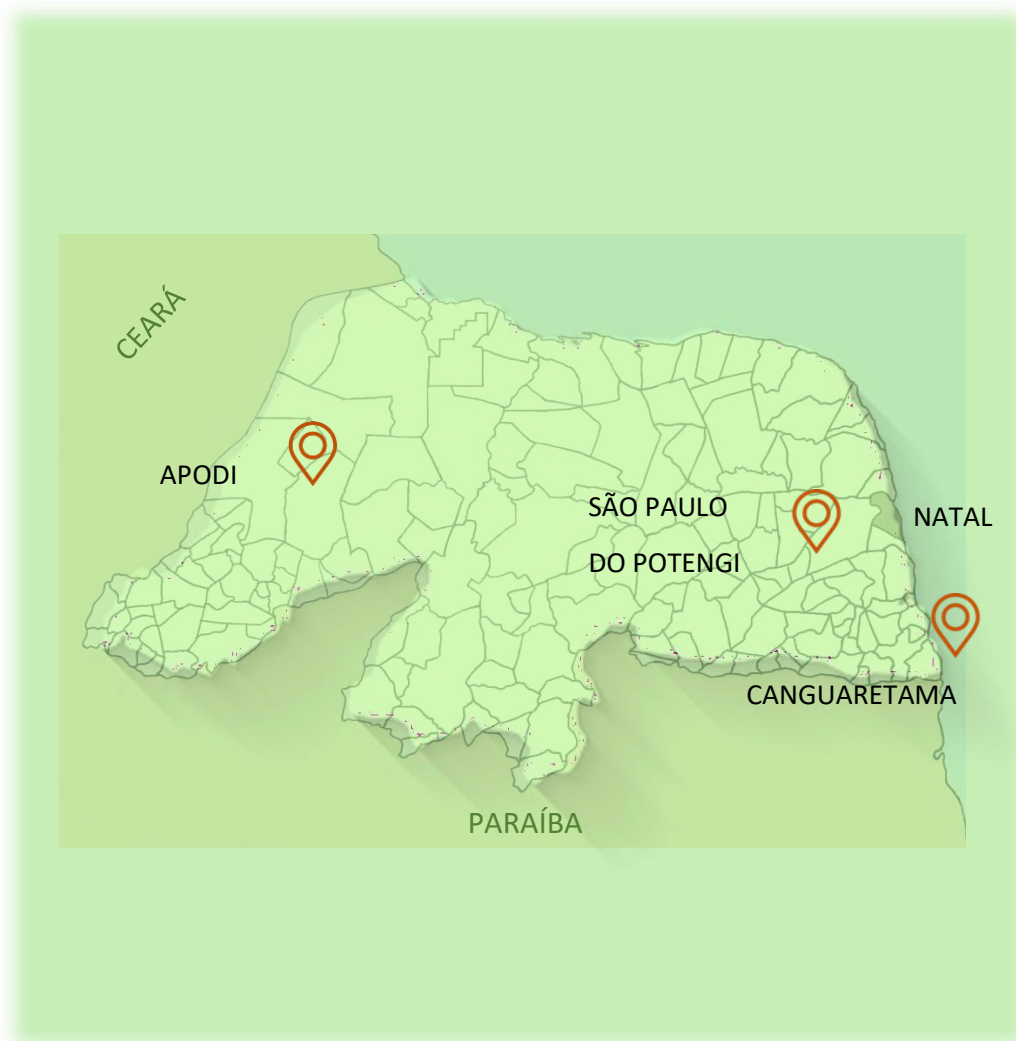 CEARÁ
APODI
SÃO PAULO
DO POTENGI
NATAL
CANGUARETAMA
PARAÍBA